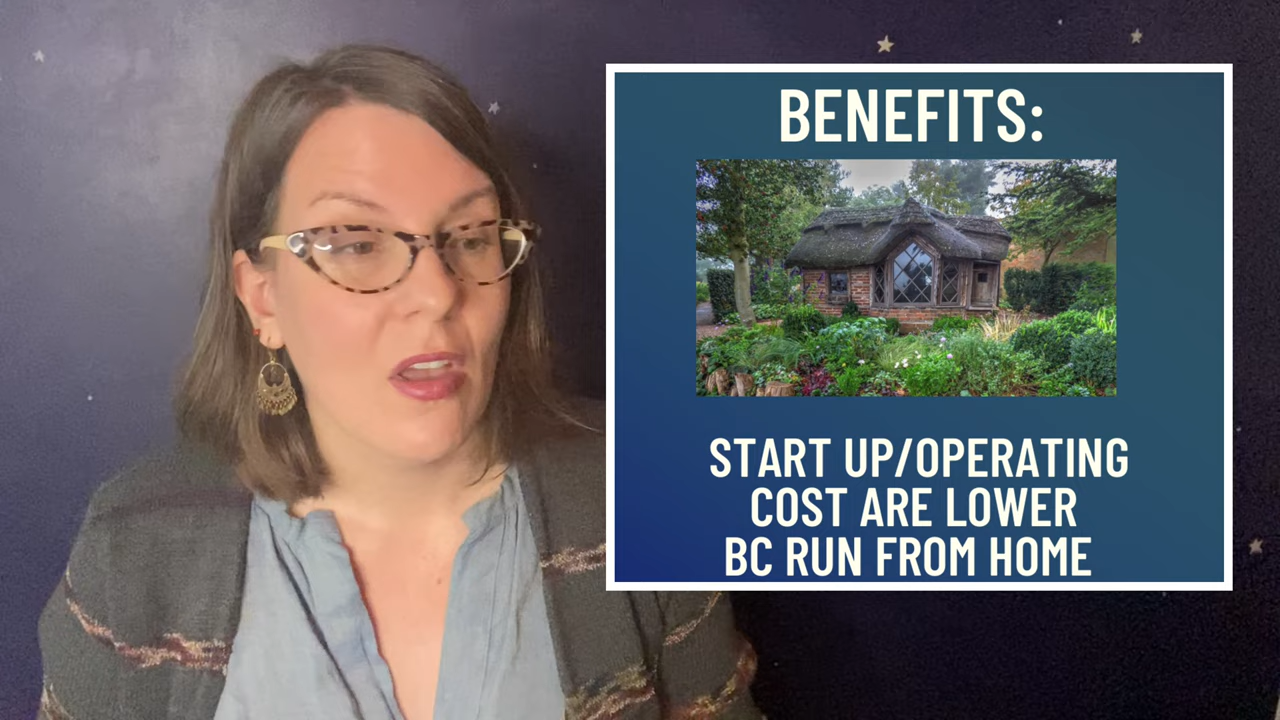 BENEFITS:
START UP/OPERATING
COST ARE LOWER
BC RUN FROM HOME